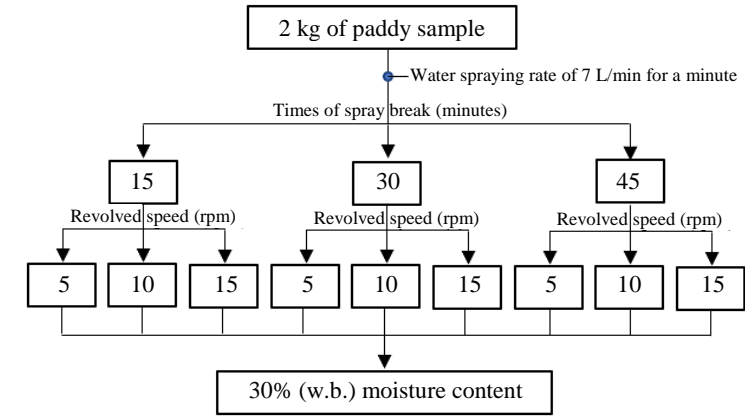 2 kg of paddy sample
Water spraying rate of 7 L/min for a minute
Times of spray break (minutes)
15
30
45
Revolved speed (rpm)
Revolved speed (rpm)
Revolved speed (rpm)
5
10
15
5
10
15
5
10
15
30% (w.b.) moisture content